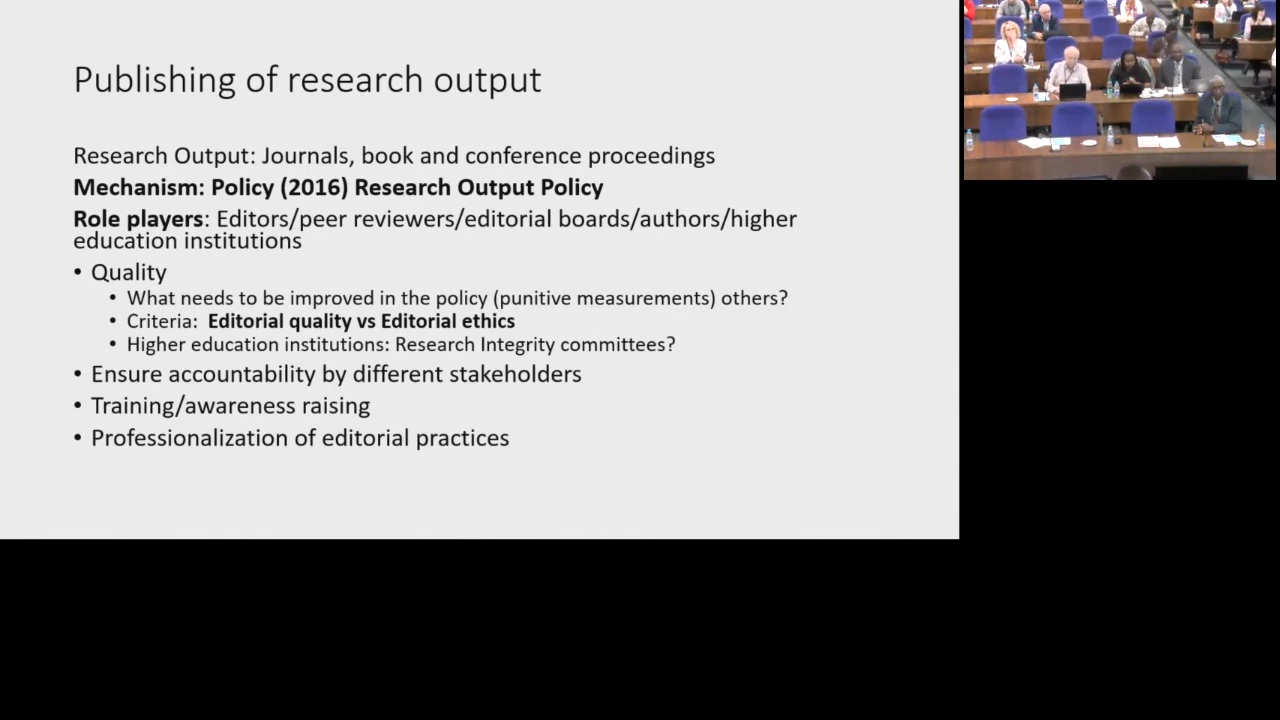 Publishing of research output
Research Output: Journals, book and conference proceedings
Mechanism: Policy (2016) Research Output Policy
Role players: Editors/peer reviewers/editorial boards/authors/higher
education institutions
• Quality
• What needs to be improved in the policy (punitive measurements) others?
• Criteria: Editorial quality vs Editorial ethics
• Higher education institutions: Research Integrity committees?
• Ensure accountability by different stakeholders
• Training/awareness raising
• Professionalization of editorial practices